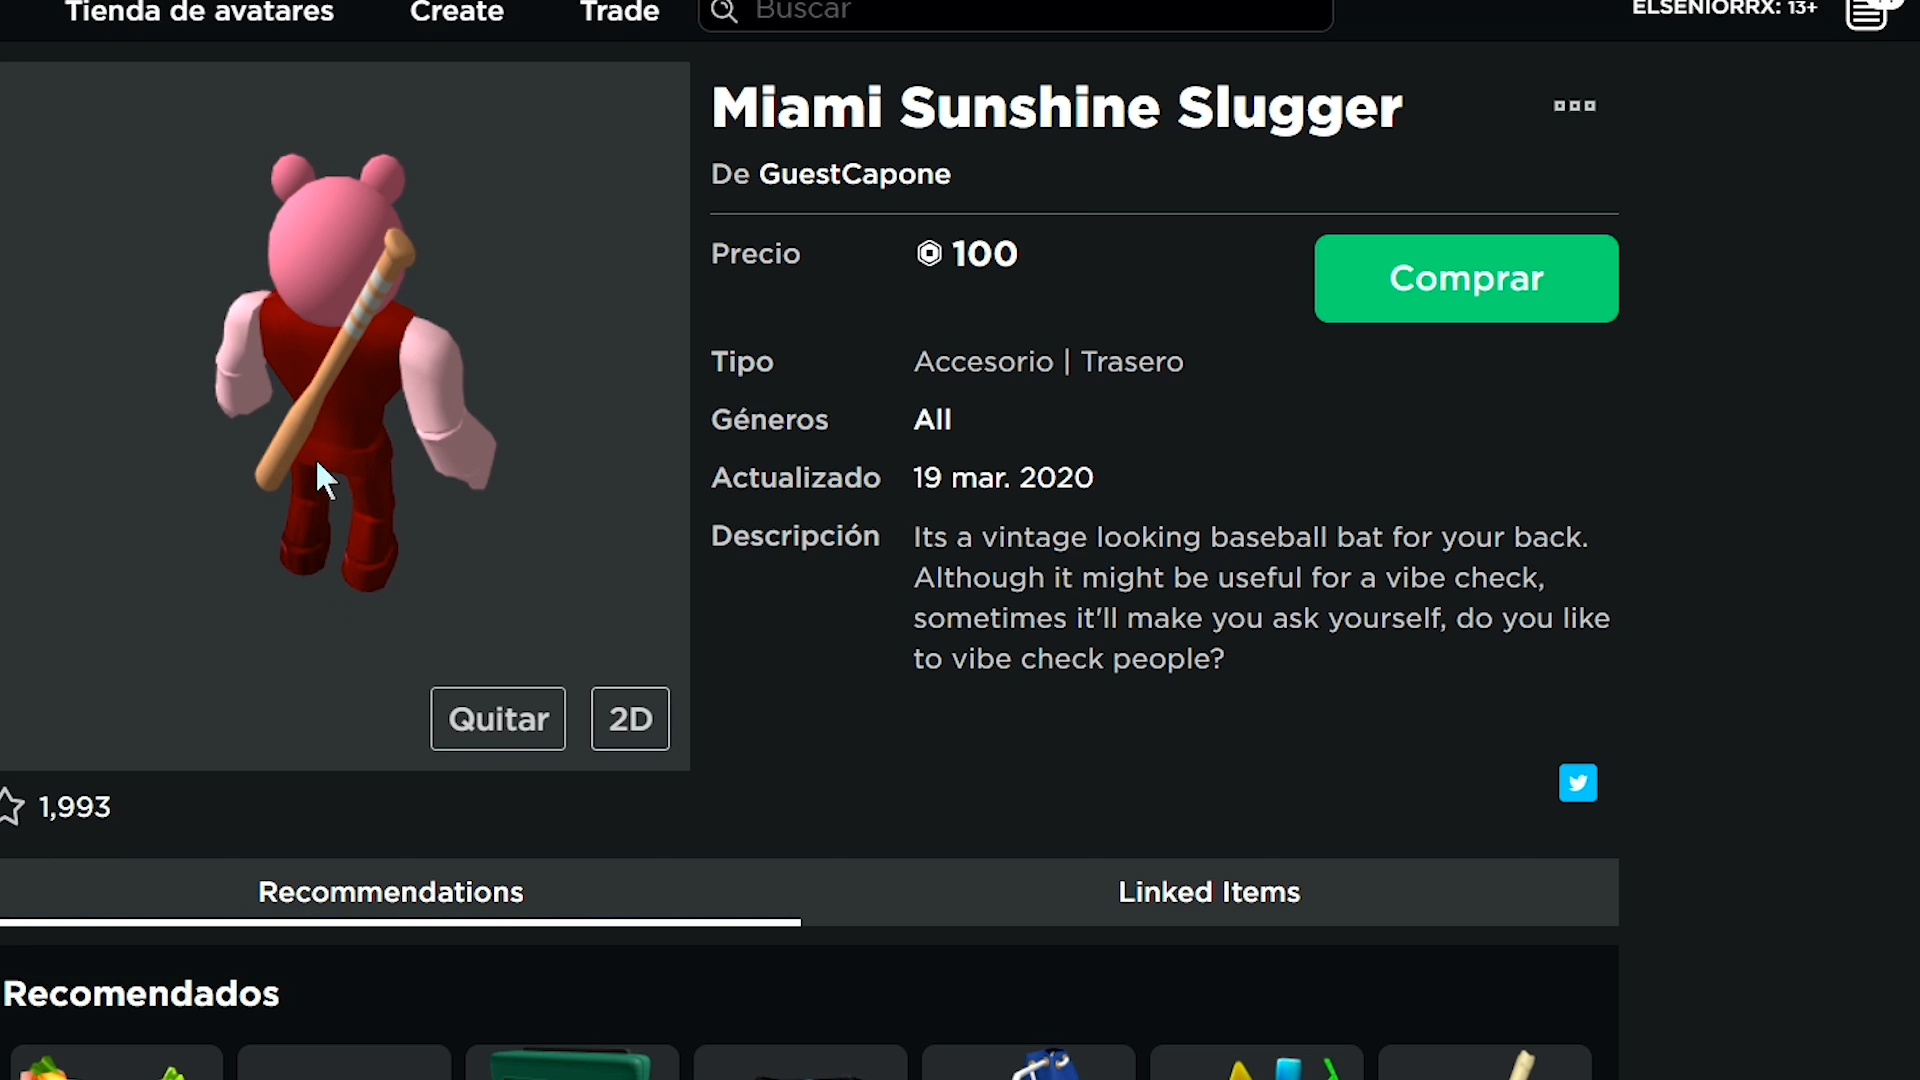 Tienda de avatares
Create
Trade
Buscar
ELSENIORRX: 13+
Miami Sunshine Slugger
De GuestCapone
Precio
100
Comprar
Tipo
Accesorio | Trasero
Géneros
All
Actualizado
19 mar. 2020
Descripción
Its a vintage looking baseball bat for your back.
Although it might be useful for a vibe check,
sometimes it'll make you ask yourself, do you like
to vibe check people?
Quitar
2D
1,993
Recommendations
Linked Items
Recomendados